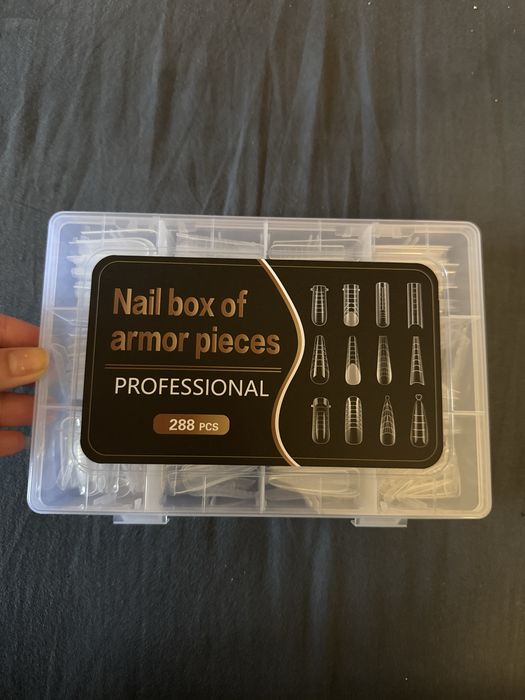 Nail box of
armor pieces
PROFESSIONAL
288 PCS